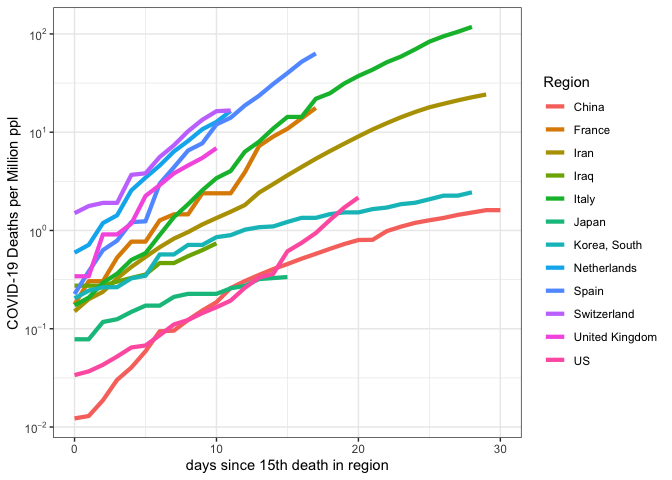 COVID-19 Deaths per Million ppl
10²
10¹
10⁰
10⁻¹
10⁻²
0
10
20
30
days since 15th death in region
Region
China
France
Iran
Iraq
Italy
Japan
Korea, South
Netherlands
Spain
Switzerland
United Kingdom
US